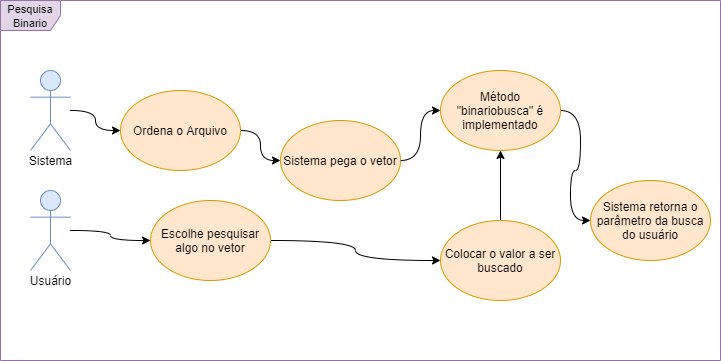 Pesquisa
Binario
Sistema
Ordena o Arquivo
Sistema pega o vetor
Método
"binariobusca" é
implementado
Sistema retorna o
parâmetro da busca
do usuário
Usuário
Escolhe pesquisar
algo no vetor
Colocar o valor a ser
buscado